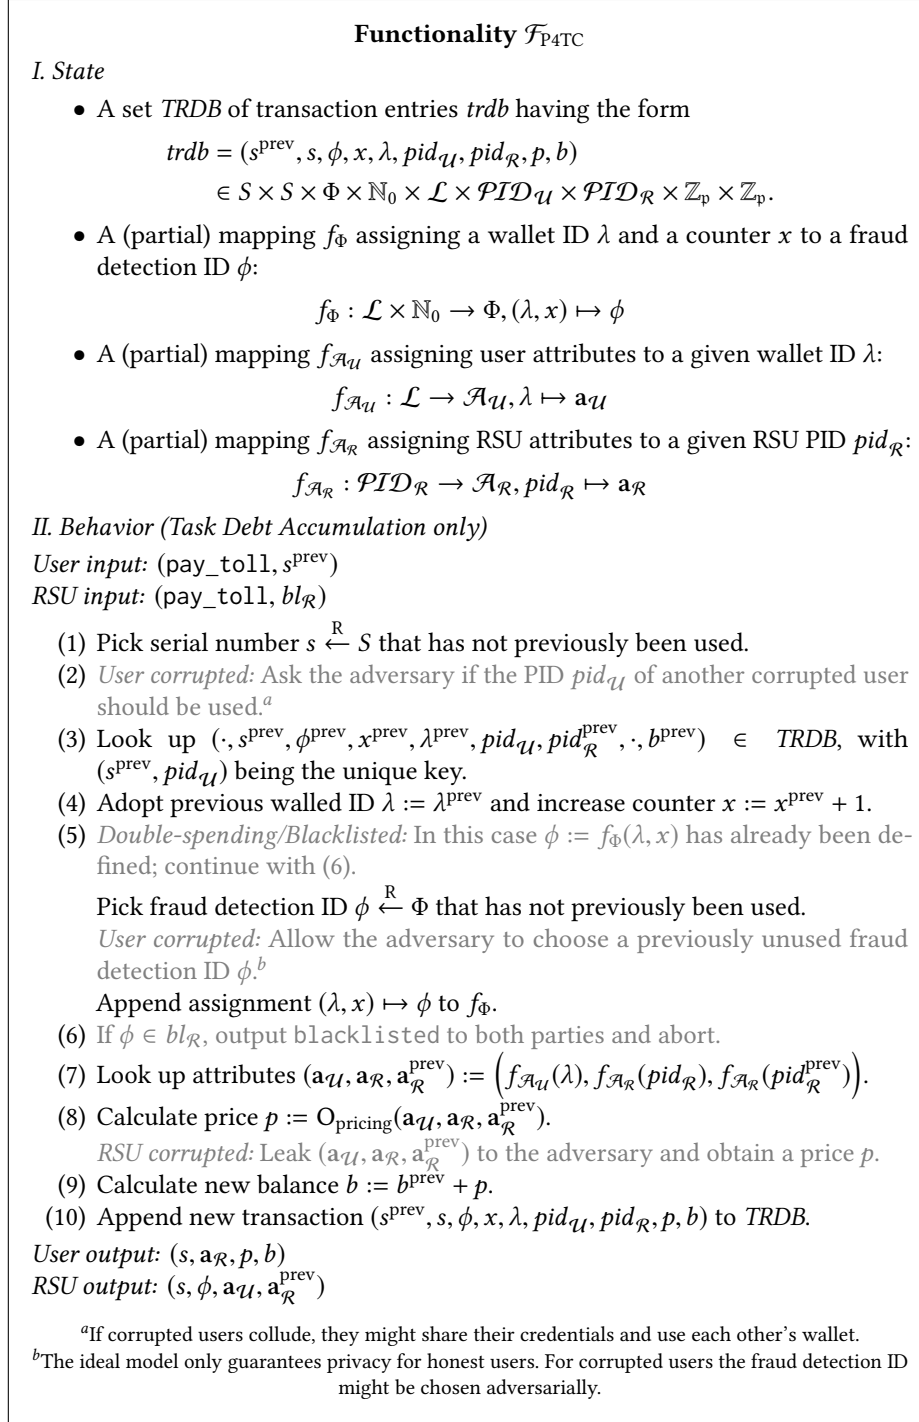 Functionality 𝓕P4TC
I. State
• A set TRDB of transaction entries trdb having the form
trdb = (s^prev, s, ϕ, x, λ, pid_𝒰, pid_ℛ, p, b)
∈ S × S × Φ × ℕ₀ × 𝓛 × 𝒫ℐ𝒟_𝒰 × 𝒫ℐ𝒟_ℛ × ℤ_𝔭 × ℤ_𝔭.
• A (partial) mapping f_Φ assigning a wallet ID λ and a counter x to a fraud
detection ID ϕ:
f_Φ : 𝓛 × ℕ₀ → Φ, (λ, x) ↦ ϕ
• A (partial) mapping f_𝒜_𝒰 assigning user attributes to a given wallet ID λ:
f_𝒜_𝒰 : 𝓛 → 𝒜_𝒰, λ ↦ a_𝒰
• A (partial) mapping f_𝒜_ℛ assigning RSU attributes to a given RSU PID pid_ℛ:
f_𝒜_ℛ : 𝒫ℐ𝒟_ℛ → 𝒜_ℛ, pid_ℛ ↦ a_ℛ
II. Behavior (Task Debt Accumulation only)
User input: (pay_toll, s^prev)
RSU input: (pay_toll, bl_ℛ)
(1) Pick serial number s ←^R S that has not previously been used.
(2) User corrupted: Ask the adversary if the PID pid_𝒰 of another corrupted user
should be used.^a
(3) Look up (·, s^prev, ϕ^prev, x^prev, λ^prev, pid_𝒰, pid_ℛ^prev, ·, b^prev) ∈ TRDB, with
(s^prev, pid_𝒰) being the unique key.
(4) Adopt previous walled ID λ := λ^prev and increase counter x := x^prev + 1.
(5) Double-spending/Blacklisted: In this case ϕ := f_Φ(λ, x) has already been de-
fined; continue with (6).
Pick fraud detection ID ϕ ←^R Φ that has not previously been used.
User corrupted: Allow the adversary to choose a previously unused fraud
detection ID ϕ.^b
Append assignment (λ, x) ↦ ϕ to f_Φ.
(6) If ϕ ∈ bl_ℛ, output blacklisted to both parties and abort.
(7) Look up attributes (a_𝒰, a_ℛ, a_ℛ^prev) := (f_𝒜_𝒰(λ), f_𝒜_ℛ(pid_ℛ), f_𝒜_ℛ(pid_ℛ^prev)).
(8) Calculate price p := O_pricing(a_𝒰, a_ℛ, a_ℛ^prev).
RSU corrupted: Leak (a_𝒰, a_ℛ, a_ℛ^prev) to the adversary and obtain a price p.
(9) Calculate new balance b := b^prev + p.
(10) Append new transaction (s^prev, s, ϕ, x, λ, pid_𝒰, pid_ℛ, p, b) to TRDB.
User output: (s, a_ℛ, p, b)
RSU output: (s, ϕ, a_𝒰, a_ℛ^prev)
^aIf corrupted users collude, they might share their credentials and use each other's wallet.
^bThe ideal model only guarantees privacy for honest users. For corrupted users the fraud detection ID
might be chosen adversarially.